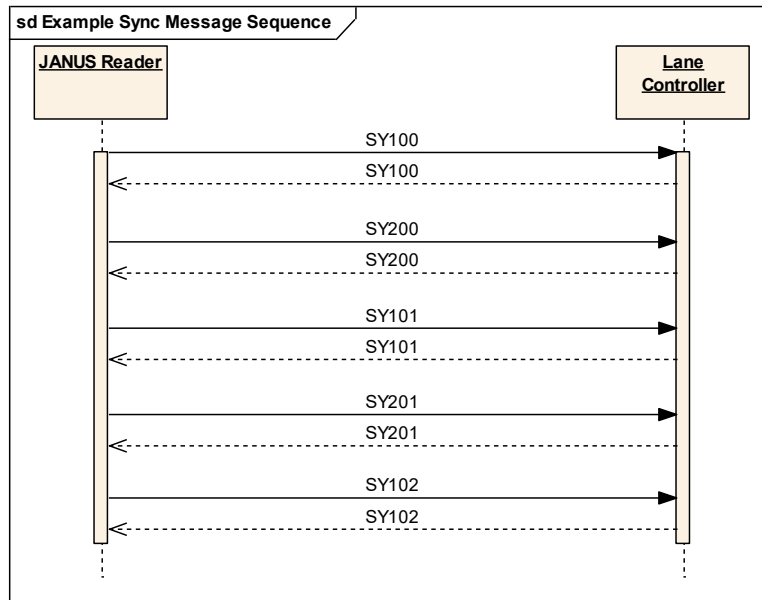 sd Example Sync Message Sequence
JANUS Reader
Lane
Controller
SY100
SY100
SY200
SY200
SY101
SY101
SY201
SY201
SY102
SY102